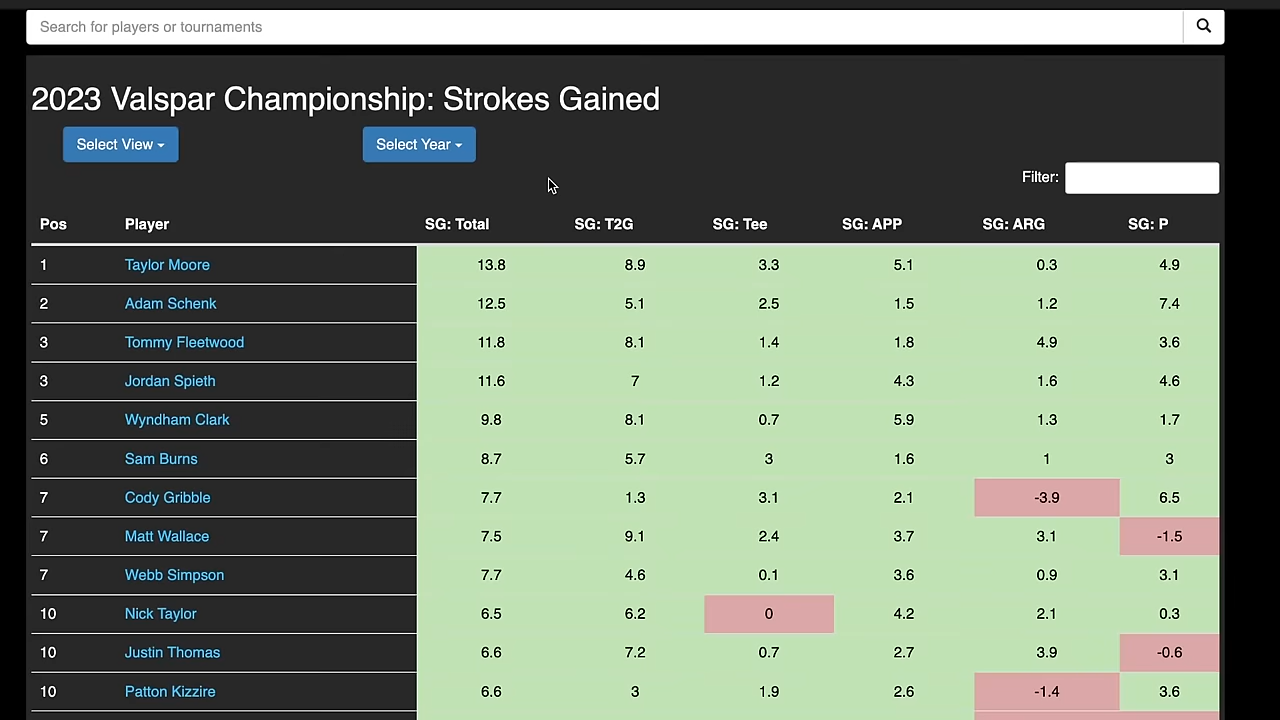 Search for players or tournaments
2023 Valspar Championship: Strokes Gained
Select View Select Year
Filter:
Pos Player SG: Total SG: T2G SG: Tee SG: APP SG: ARG SG: P
1 Taylor Moore 13.8 8.9 3.3 5.1 0.3 4.9
2 Adam Schenk 12.5 5.1 2.5 1.5 1.2 7.4
3 Tommy Fleetwood 11.8 8.1 1.4 1.8 4.9 3.6
3 Jordan Spieth 11.6 7 1.2 4.3 1.6 4.6
5 Wyndham Clark 9.8 8.1 0.7 5.9 1.3 1.7
6 Sam Burns 8.7 5.7 3 1.6 1 3
7 Cody Gribble 7.7 1.3 3.1 2.1 -3.9 6.5
7 Matt Wallace 7.5 9.1 2.4 3.7 3.1 -1.5
7 Webb Simpson 7.7 4.6 0.1 3.6 0.9 3.1
10 Nick Taylor 6.5 6.2 0 4.2 2.1 0.3
10 Justin Thomas 6.6 7.2 0.7 2.7 3.9 -0.6
10 Patton Kizzire 6.6 3 1.9 2.6 -1.4 3.6